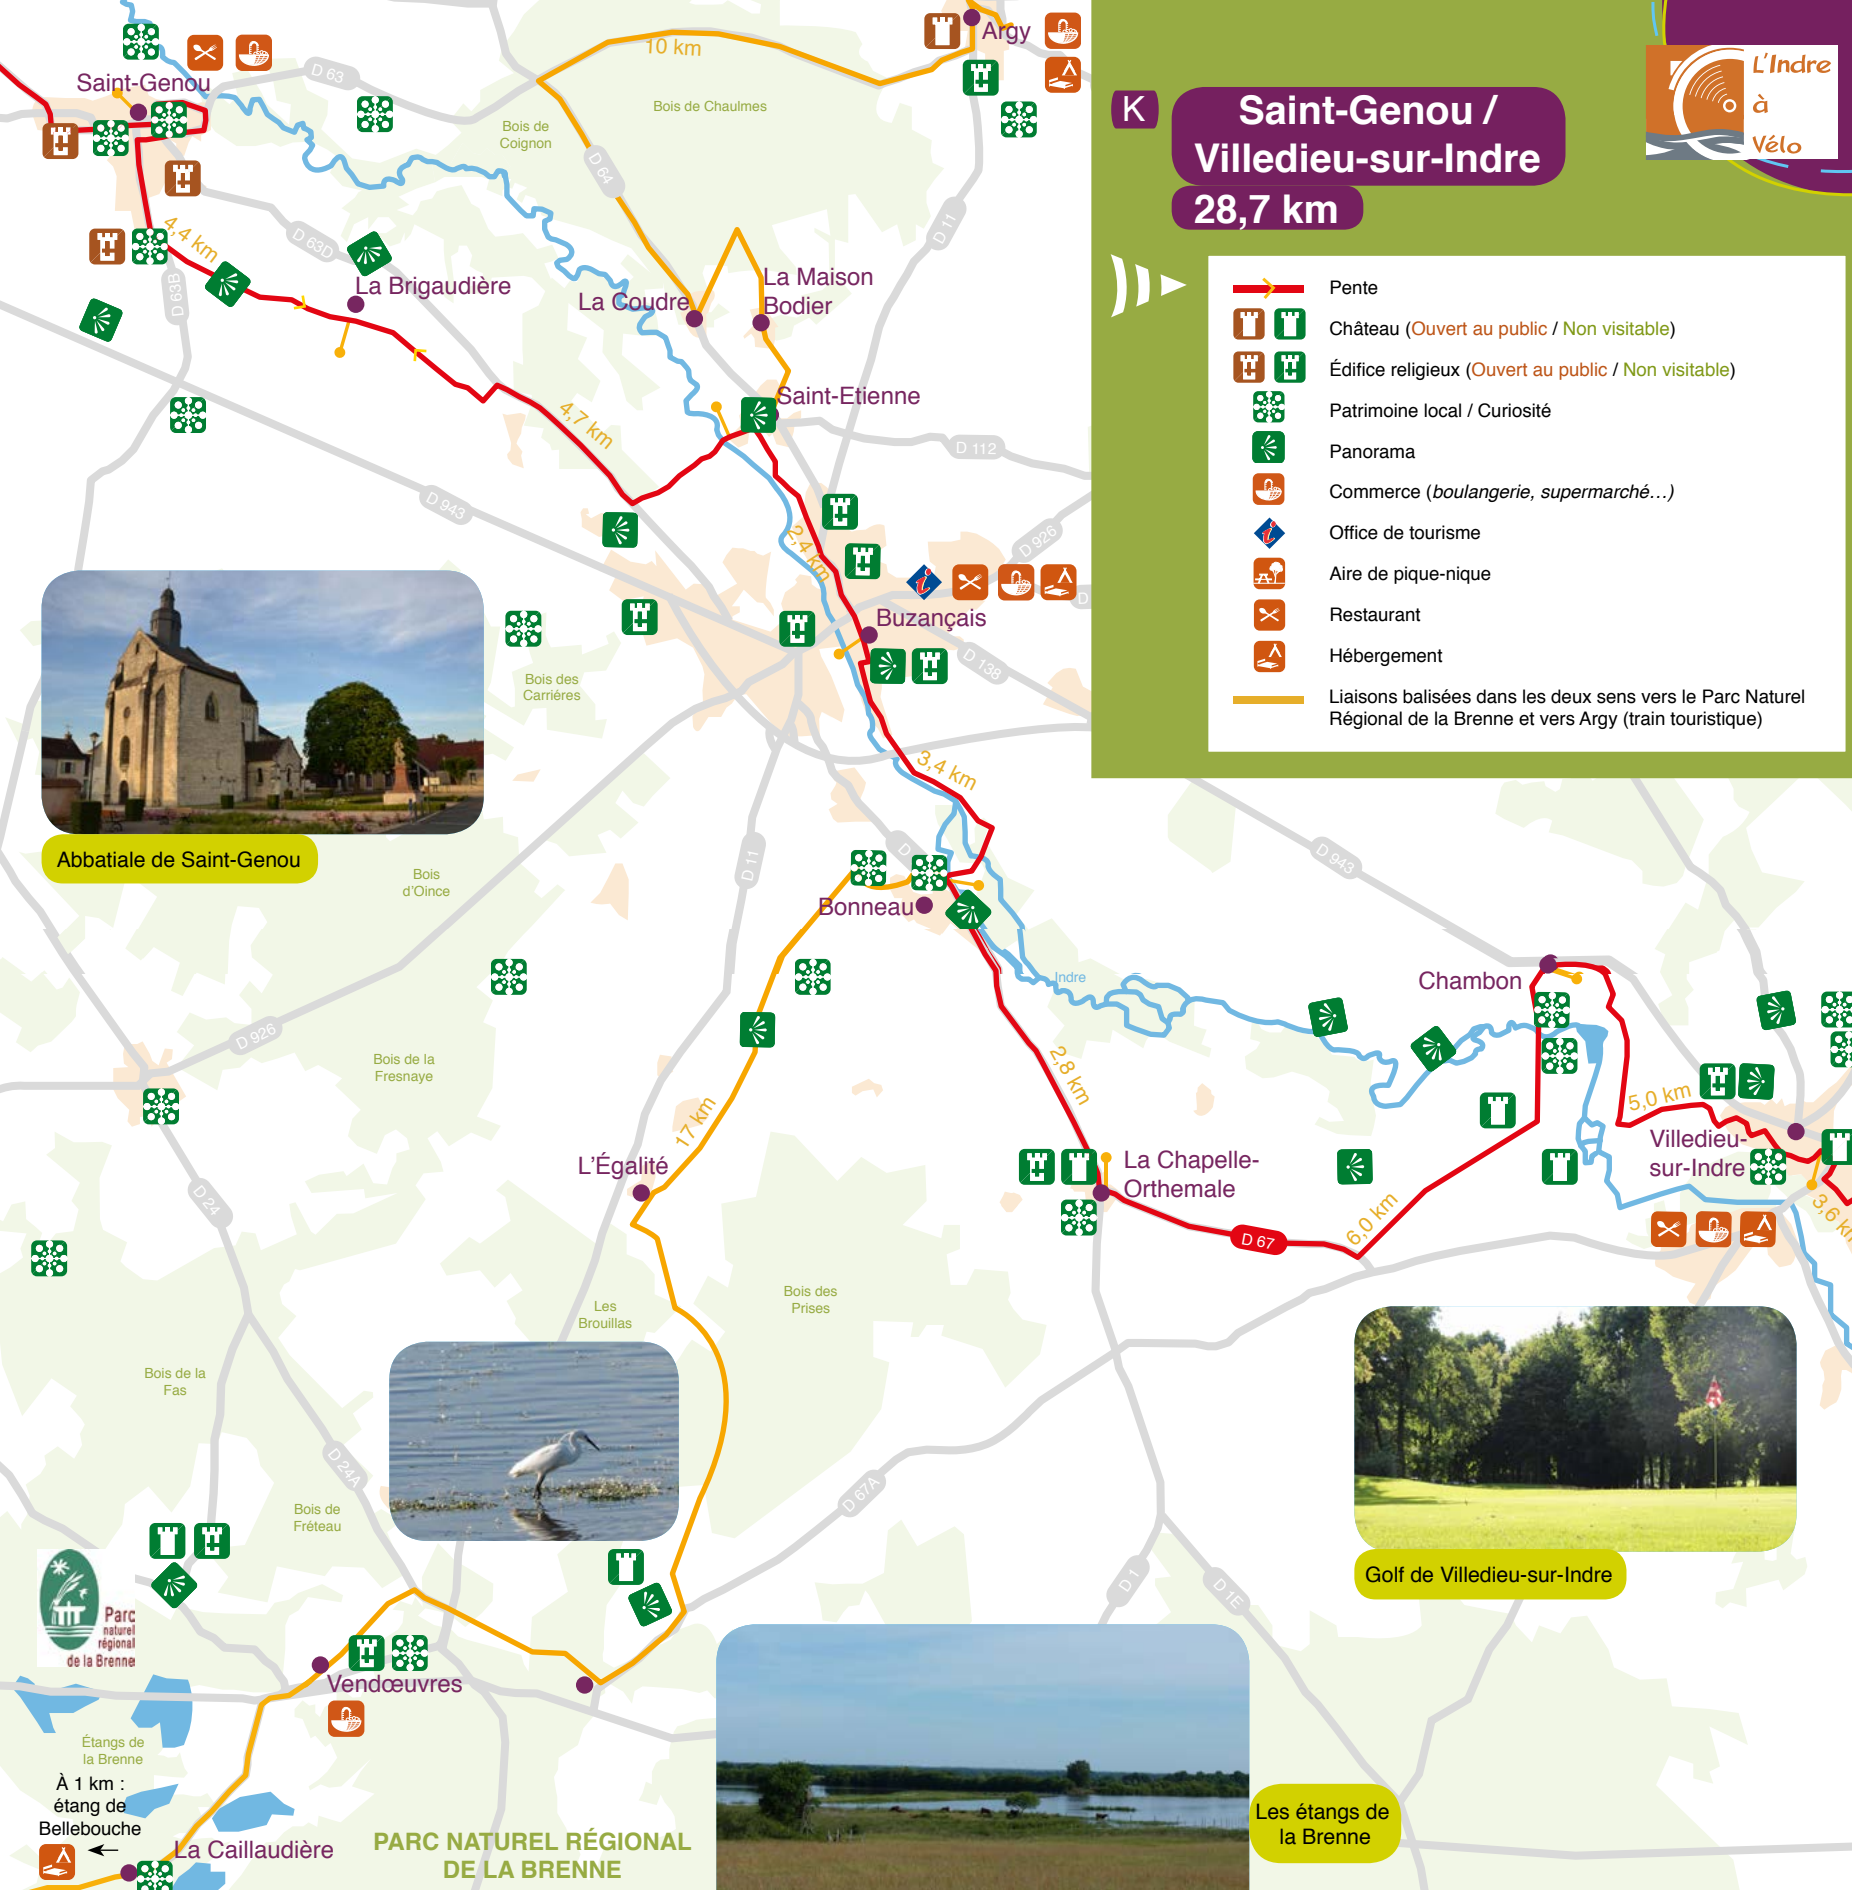 Saint-Genou
D 63
10 km
Argy
Bois de Chaulmes
Bois de
Coignon
D 64
D 11
4,4 km
D 63D
D 63B
La Brigaudière
La Coudre
La Maison
Bodier
Saint-Etienne
4,7 km
D 112
D 943
2,4 km
D 926
D
Buzançais
D 138
Bois des
Carriéres
3,4 km
K
Saint-Genou /
Villedieu-sur-Indre
28,7 km
L'Indre
à
Vélo
Pente
Château (Ouvert au public / Non visitable)
Édifice religieux (Ouvert au public / Non visitable)
Patrimoine local / Curiosité
Panorama
Commerce (boulangerie, supermarché…)
Office de tourisme
Aire de pique-nique
Restaurant
Hébergement
Liaisons balisées dans les deux sens vers le Parc Naturel
Régional de la Brenne et vers Argy (train touristique)
Abbatiale de Saint-Genou
Bois
d'Oince
D 11
D
D 943
Bonneau
Indre
Chambon
D 926
Bois de la
Fresnaye
2,8 km
17 km
5,0 km
Villedieu-
sur-Indre
L'Égalité
La Chapelle-
Orthemale
D 24
D 67
6,0 km
3,6 km
Bois des
Prises
Les
Brouillas
Bois de la
Fas
D 24A
D 67A
Bois de
Fréteau
D 1
D 1E
Golf de Villedieu-sur-Indre
Parc
naturel
régional
de la Brenne
Vendœuvres
Étangs de
la Brenne
À 1 km :
étang de
Bellebouche
La Caillaudière
PARC NATUREL RÉGIONAL
DE LA BRENNE
Les étangs de
la Brenne